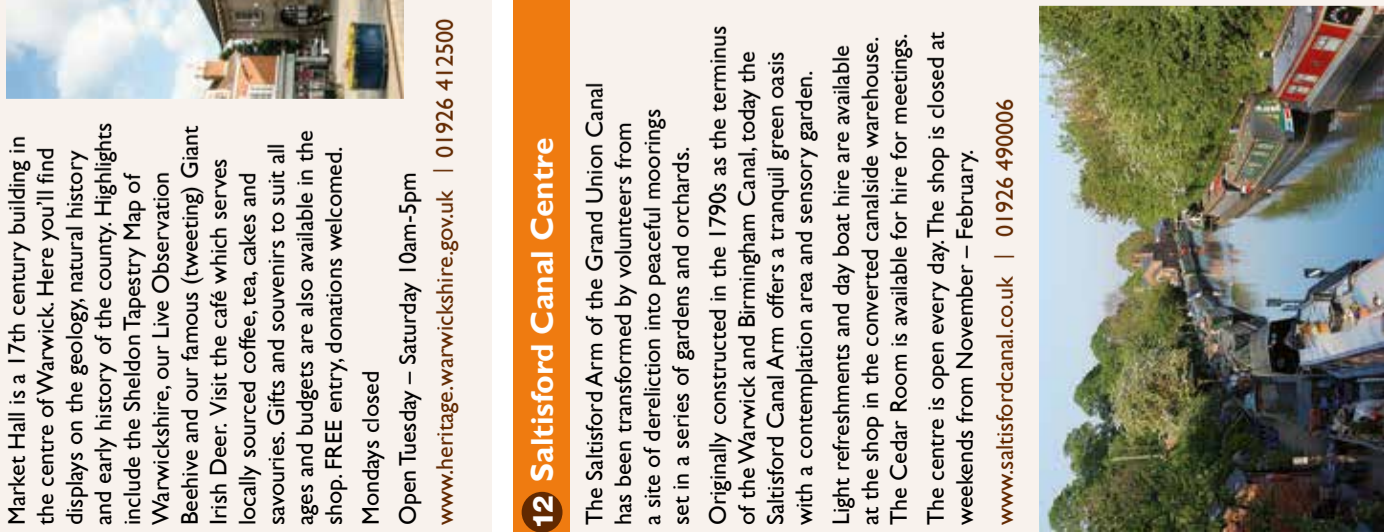 Market Hall is a 17th century building in
the centre of Warwick. Here you'll find
displays on the geology, natural history
and early history of the county. Highlights
include the Sheldon Tapestry Map of
Warwickshire, our Live Observation
Beehive and our famous (tweeting) Giant
Irish Deer. Visit the café which serves
locally sourced coffee, tea, cakes and
savouries. Gifts and souvenirs to suit all
ages and budgets are also available in the
shop. FREE entry, donations welcomed.
Mondays closed
Open Tuesday – Saturday 10am-5pm
www.heritage.warwickshire.gov.uk | 01926 412500
12 Saltisford Canal Centre
The Saltisford Arm of the Grand Union Canal
has been transformed by volunteers from
a site of dereliction into peaceful moorings
set in a series of gardens and orchards.
Originally constructed in the 1790s as the terminus
of the Warwick and Birmingham Canal, today the
Saltisford Canal Arm offers a tranquil green oasis
with a contemplation area and sensory garden.
Light refreshments and day boat hire are available
at the shop in the converted canalside warehouse.
The Cedar Room is available for hire for meetings.
The centre is open every day. The shop is closed at
weekends from November – February.
www.saltisfordcanal.co.uk | 01926 490006